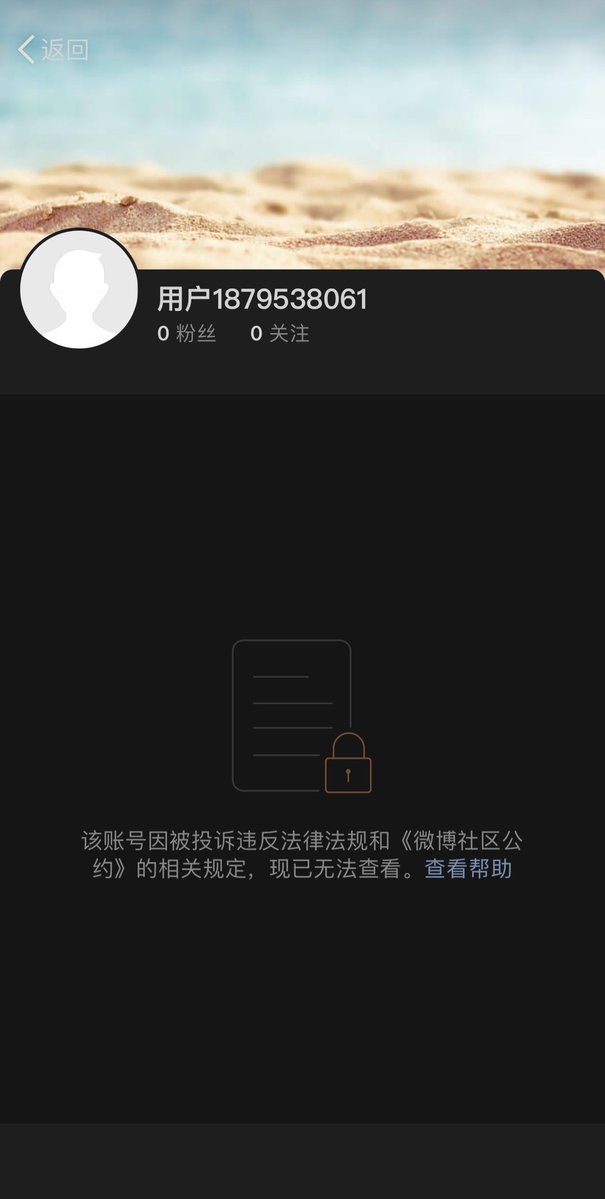 返回
用户1879538061
0 粉丝 0 关注
该账号因被投诉违反法律法规和《微博社区公
约》的相关规定，现已无法查看。查看帮助